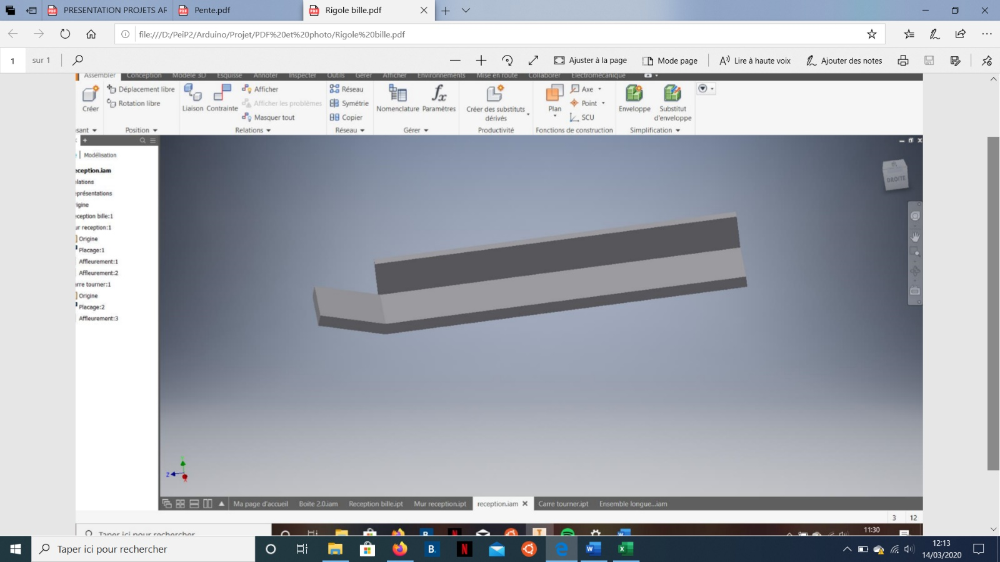 PRESENTATION PROJETS AF
Pente.pdf
Rigole bille.pdf
file:///D:/PeiP2/Arduino/Projet/PDF%20et%20photo/Rigole%20bille.pdf
1 sur 1
Ajuster à la page
Mode page
Lire à haute voix
Ajouter des notes
Assembler Conception Modèle 3D Esquisse Annoter Inspecter Outils Gérer Afficher Environnements Mise en route Collaborer Electromécanique
Créer
Déplacement libre
Rotation libre
Position
Liaison Contrainte
Afficher
Afficher les problèmes
Masquer tout
Relations
Réseau
Symétrie
Copier
Réseau
Nomenclature Paramètres
Gérer
Créer des substituts
dérivés
Productivité
Plan
Axe
Point
SCU
Fonctions de construction
Enveloppe
Substitut
d'enveloppe
Simplification
sant
Modélisation
eception.iam
elations
eprésentations
rigine
eception bille:1
ur reception:1
Origine
Placage:1
Affleurement:1
Affleurement:2
arre tourner:1
Origine
Placage:2
Affleurement:3
DROITE
Y
Z
X
Ma page d'accueil
Boite 2.0.iam
Reception bille.ipt
Mur reception.ipt
reception.iam
Carre tourner.ipt
Ensemble longue...iam
3 12
Taper ici pour rechercher
11:30
Taper ici pour rechercher
B.
12:13
14/03/2020